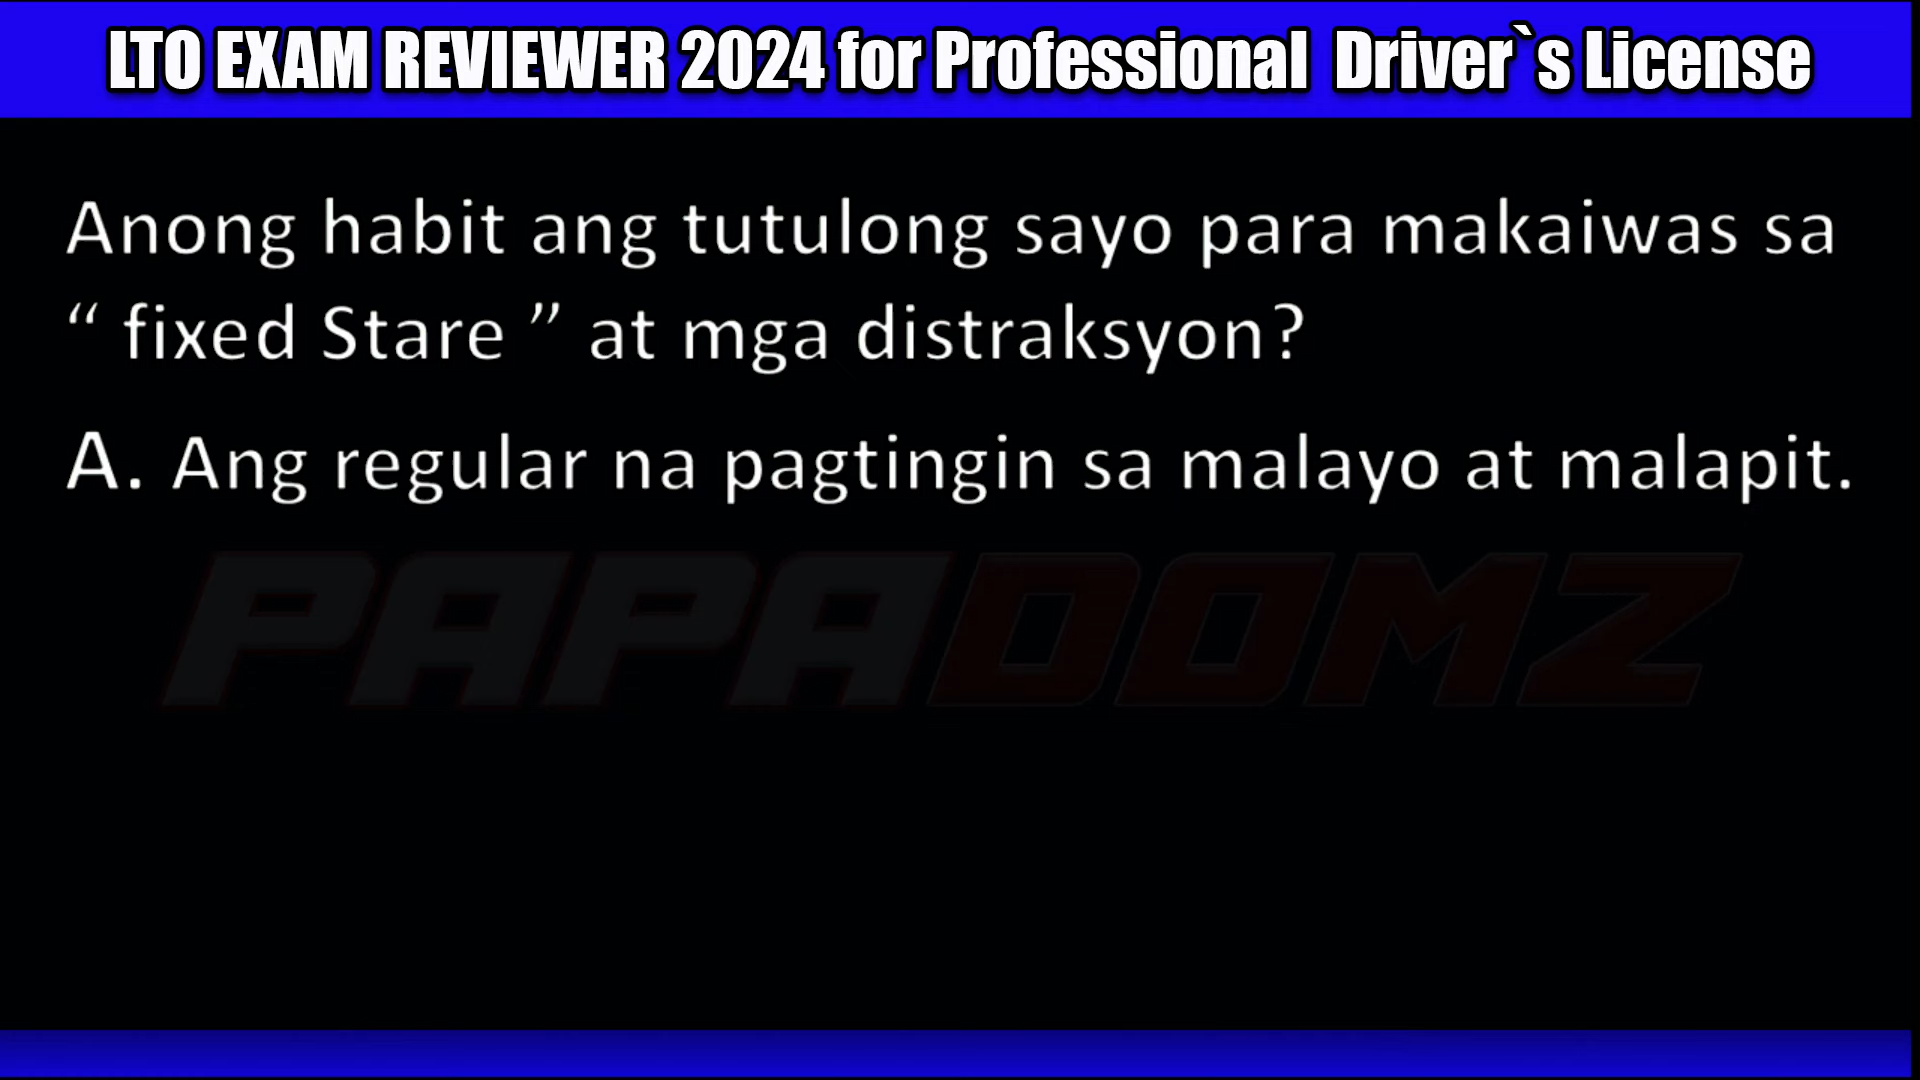 LTO EXAM REVIEWER 2024 for Professional Driver`s License
Anong habit ang tutulong sayo para makaiwas sa
“ fixed Stare ” at mga distraksyon?
A. Ang regular na pagtingin sa malayo at malapit.
PAPADOMZ